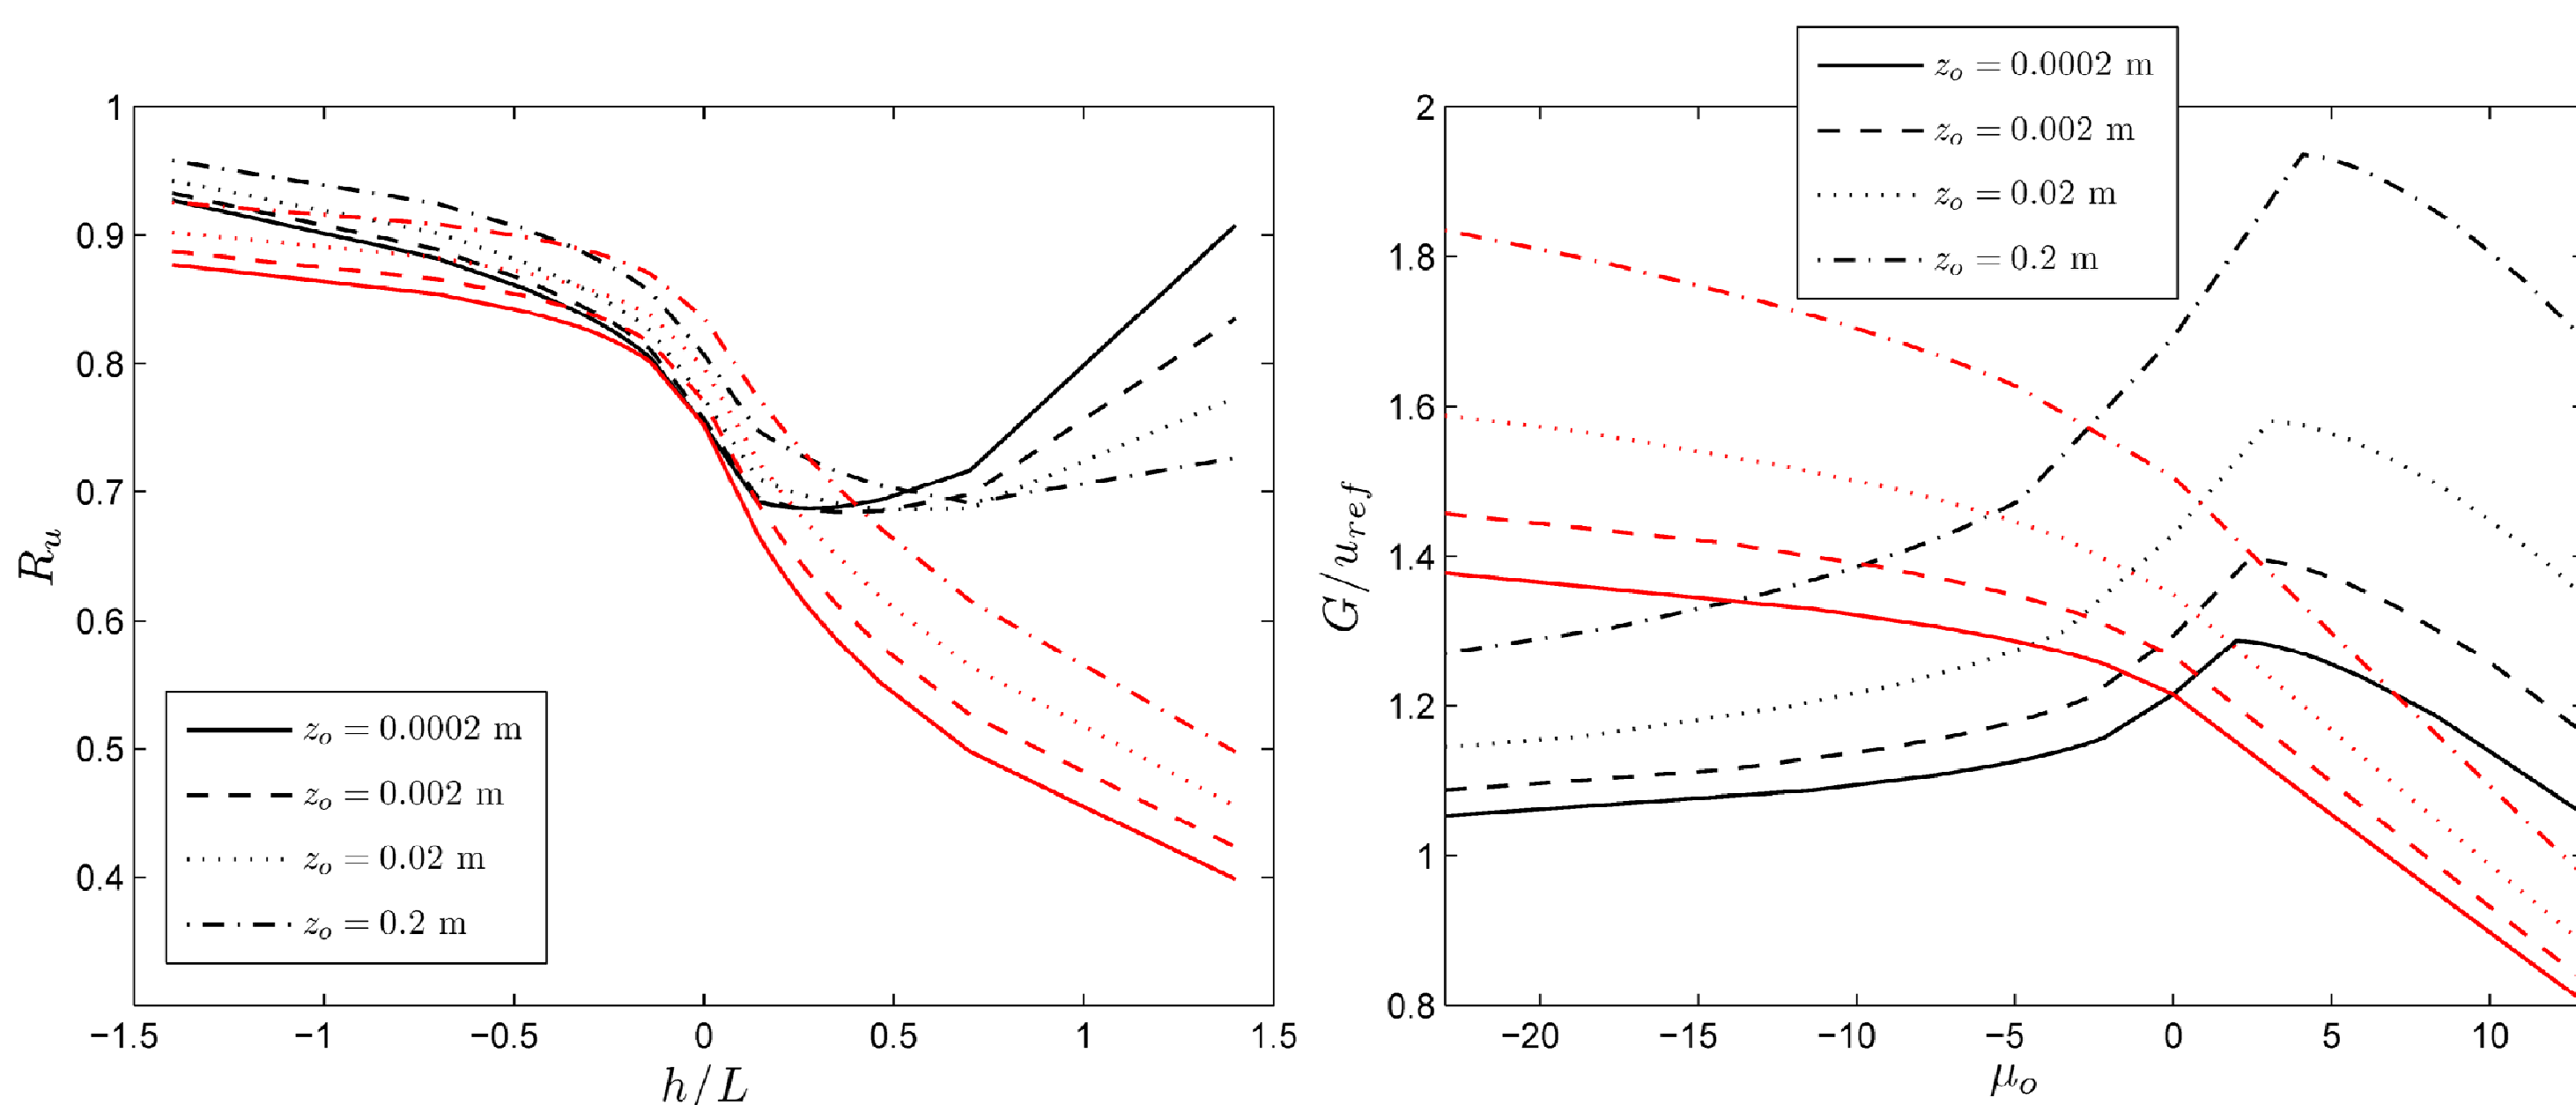 1
0.9
0.8
0.7
0.6
0.5
0.4
R_u
z_o = 0.0002 m
z_o = 0.002 m
z_o = 0.02 m
z_o = 0.2 m
−1.5 −1 −0.5 0 0.5 1 1.5
h/L
2
1.8
1.6
1.4
1.2
1
0.8
G/u_{ref}
z_o = 0.0002 m
z_o = 0.002 m
z_o = 0.02 m
z_o = 0.2 m
−20 −15 −10 −5 0 5 10
μ_o